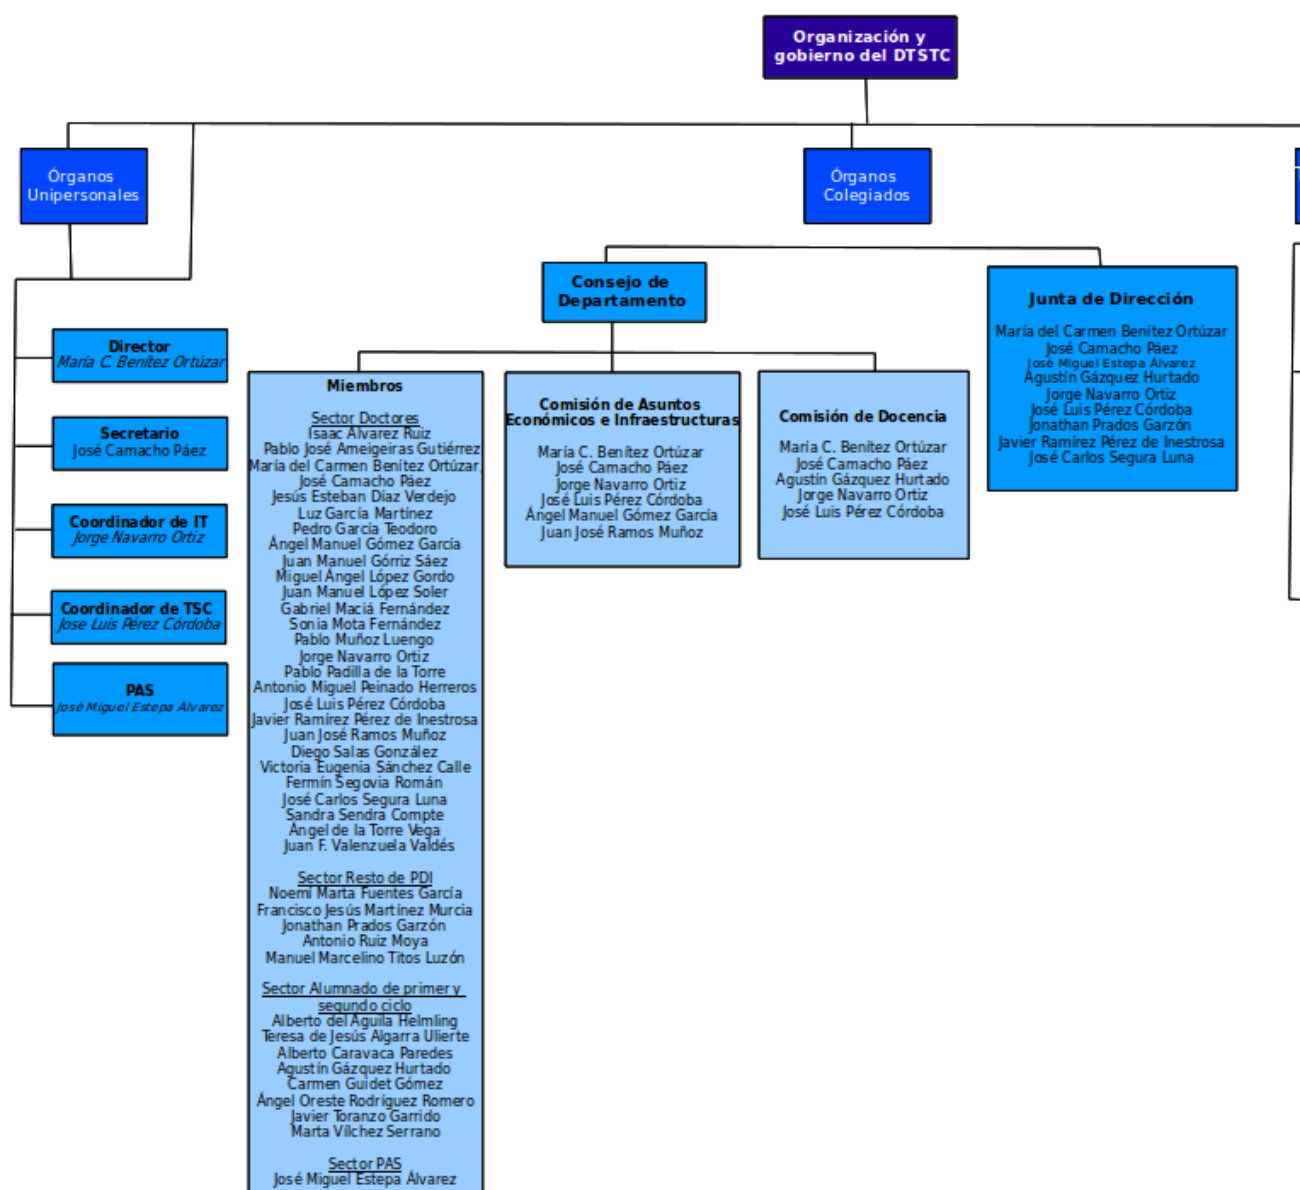 Organización y
gobierno del DTSTC
Órganos
Unipersonales
Órganos
Colegiados
Director
María C. Benítez Ortúzar
Secretario
José Camacho Páez
Coordinador de IT
Jorge Navarro Ortiz
Coordinador de TSC
Jose Luis Pérez Córdoba
PAS
José Miguel Estepa Álvarez
Consejo de
Departamento
Miembros
Sector Doctores
Isaac Álvarez Ruiz
Pablo José Ameigeiras Gutiérrez
María del Carmen Benítez Ortúzar,
José Camacho Páez
Jesús Esteban Díaz Verdejo
Luz García Martínez
Pedro García Teodoro
Ángel Manuel Gómez García
Juan Manuel Górriz Sáez
Miguel Ángel López Gordo
Juan Manuel López Soler
Gabriel Maciá Fernández
Sonia Mota Fernández
Pablo Muñoz Luengo
Jorge Navarro Ortiz
Pablo Padilla de la Torre
Antonio Miguel Peinado Herreros
José Luis Pérez Córdoba
Javier Ramírez Pérez de Inestrosa
Juan José Ramos Muñoz
Diego Salas González
Victoria Eugenia Sánchez Calle
Fermín Segovia Román
José Carlos Segura Luna
Sandra Sendra Compte
Ángel de la Torre Vega
Juan F. Valenzuela Valdés
Sector Resto de PDI
Noemí Marta Fuentes García
Francisco Jesús Martínez Murcia
Jonathan Prados Garzón
Antonio Ruiz Moya
Manuel Marcelino Titos Luzón
Sector Alumnado de primer y
segundo ciclo
Alberto del Águila Helmling
Teresa de Jesús Algarra Ulierte
Alberto Caravaca Paredes
Agustín Gázquez Hurtado
Carmen Guidet Gómez
Ángel Oreste Rodríguez Romero
Javier Toranzo Garrido
Marta Vílchez Serrano
Sector PAS
José Miguel Estepa Álvarez
Comisión de Asuntos
Económicos e Infraestructuras
María C. Benítez Ortúzar
José Camacho Páez
Jorge Navarro Ortiz
José Luis Pérez Córdoba
Ángel Manuel Gómez García
Juan José Ramos Muñoz
Comisión de Docencia
María C. Benítez Ortúzar
José Camacho Páez
Agustín Gázquez Hurtado
Jorge Navarro Ortiz
José Luis Pérez Córdoba
Junta de Dirección
María del Carmen Benítez Ortúzar
José Camacho Páez
José Miguel Estepa Álvarez
Agustín Gázquez Hurtado
Jorge Navarro Ortiz
José Luis Pérez Córdoba
Jonathan Prados Garzón
Javier Ramírez Pérez de Inestrosa
José Carlos Segura Luna